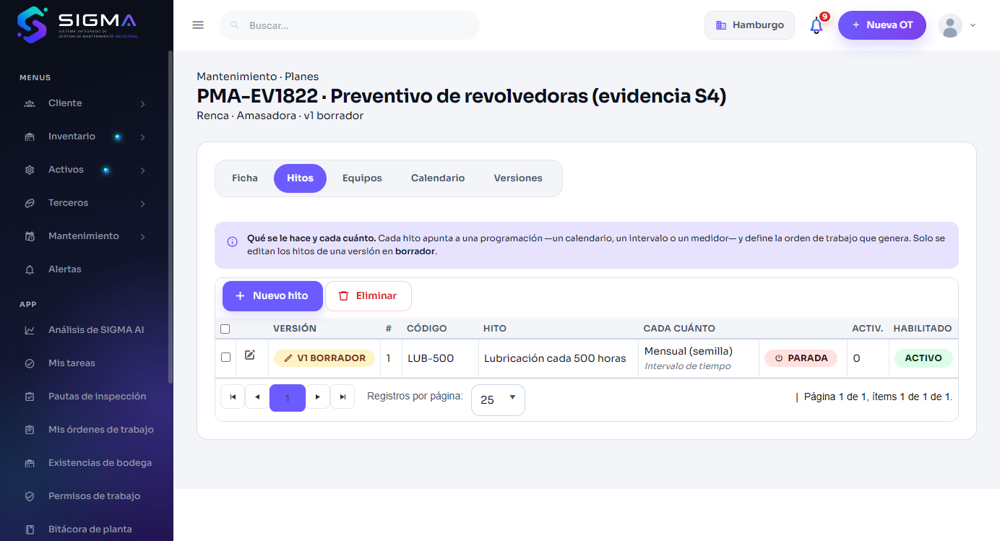 SIGMA
SISTEMA INTEGRADO DE
GESTIÓN DE MANTENIMIENTO INDUSTRIAL
Buscar...
Hamburgo
9
+ Nueva OT
MENUS
Cliente
Inventario
Activos
Terceros
Mantenimiento
Alertas
APP
Análisis de SIGMA AI
Mis tareas
Pautas de inspección
Mis órdenes de trabajo
Existencias de bodega
Permisos de trabajo
Bitácora de planta
Mantenimiento · Planes
PMA-EV1822 · Preventivo de revolvedoras (evidencia S4)
Renca · Amasadora · v1 borrador
Ficha Hitos Equipos Calendario Versiones
Qué se le hace y cada cuánto. Cada hito apunta a una programación —un calendario, un intervalo o un medidor— y define la orden de trabajo que genera. Solo se
editan los hitos de una versión en borrador.
+ Nuevo hito Eliminar
VERSIÓN # CÓDIGO HITO CADA CUÁNTO ACTIV. HABILITADO
V1 BORRADOR 1 LUB-500 Lubricación cada 500 horas Mensual (semilla) PARADA 0 ACTIVO
Intervalo de tiempo
1 Registros por página: 25 | Página 1 de 1, ítems 1 de 1 de 1.